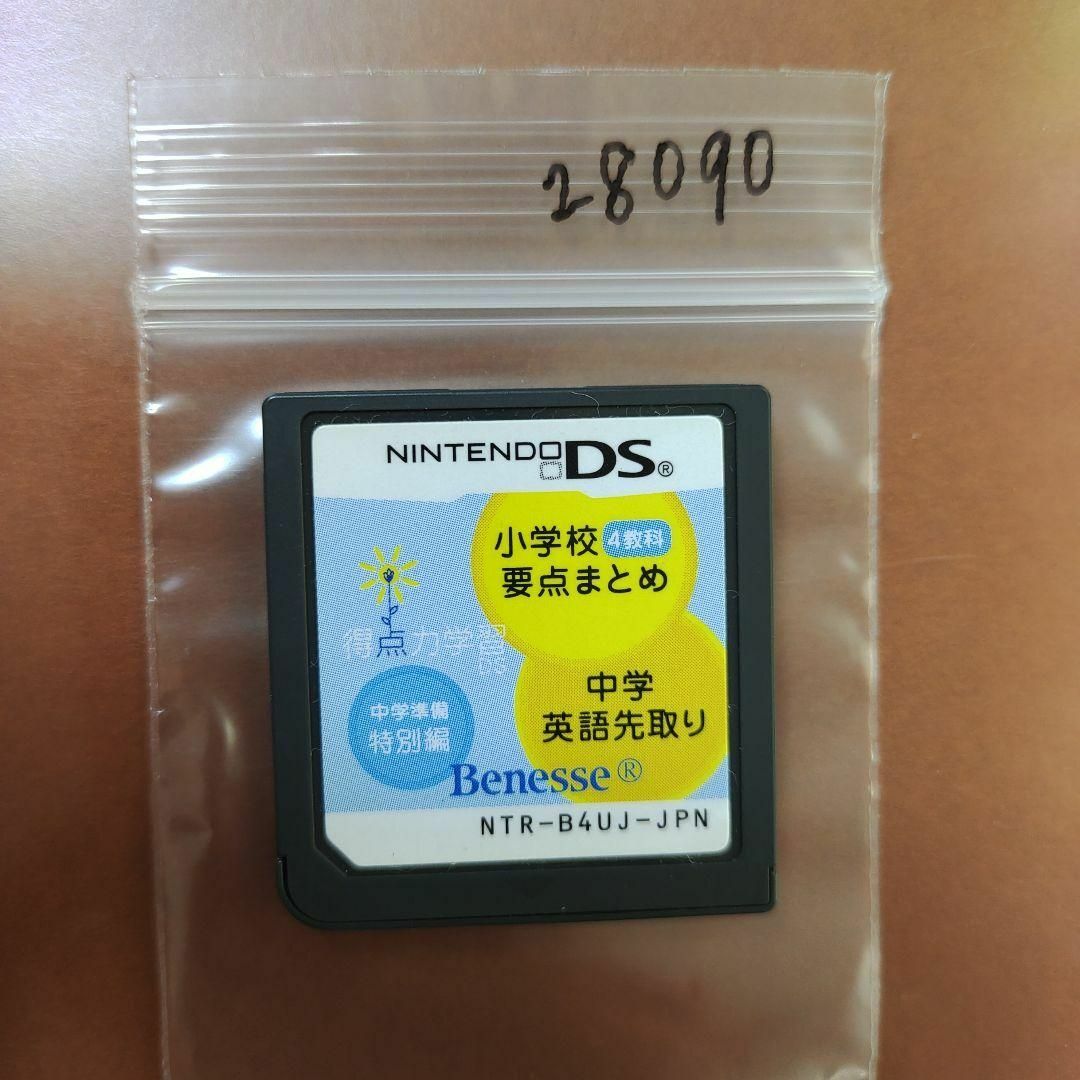 28090
NINTENDO DS®
小学校 4教科
要点まとめ
得点力学習
DS
中学準備
特別編
中学
英語先取り
Benesse®
NTR-B4UJ-JPN